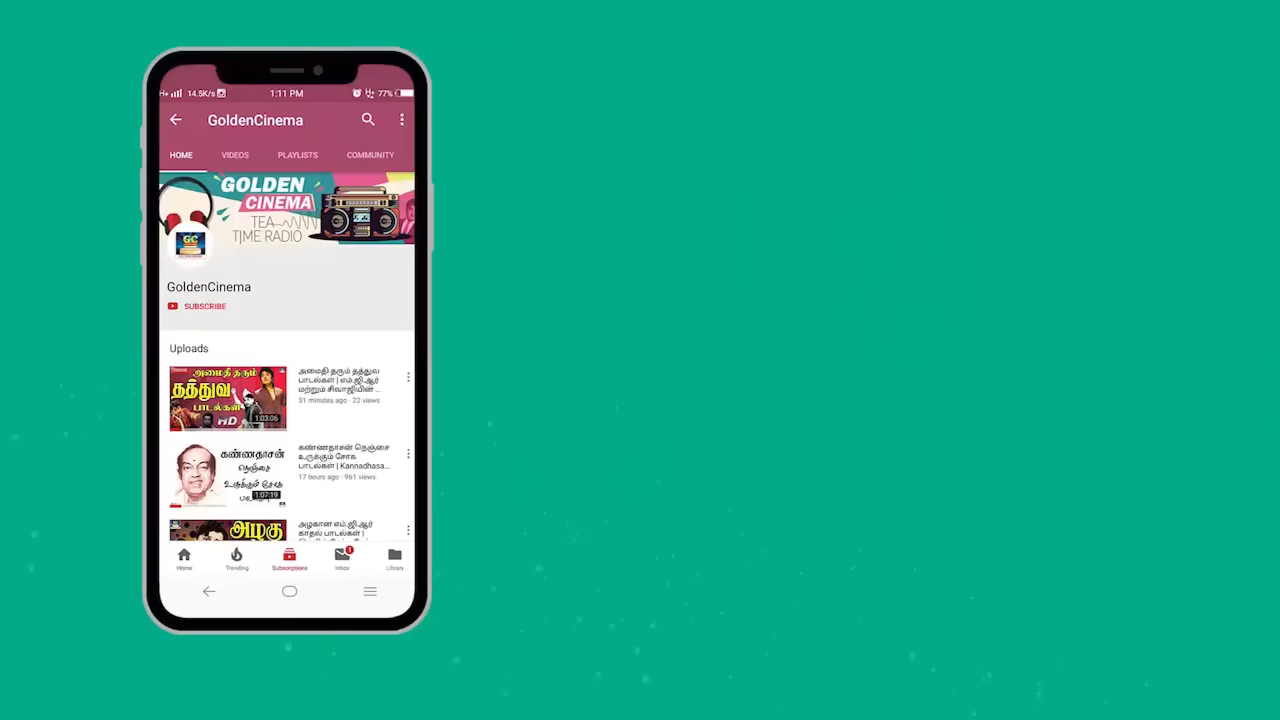 H+ 14.5K/s 1:11 PM 77%
GoldenCinema
HOME VIDEOS PLAYLISTS COMMUNITY
GOLDEN
CINEMA
TEA
TIME RADIO
GC
GoldenCinema
SUBSCRIBE
Uploads
அமைதி தரும்
தத்துவ
பாடல்கள்
HD
1:03:06
அமைதி தரும் தத்துவ
பாடல்கள் | எம்.ஜி.ஆர்
மற்றும் சிவாஜியின் ...
31 minutes ago · 22 views
கண்ணதாசன்
நெஞ்சை
உருக்கும் சோக
1:07:19
கண்ணதாசன் நெஞ்சை
உருக்கும் சோக
பாடல்கள் | Kannadhasa...
17 hours ago · 961 views
அழகு
அழகான எம்.ஜி.ஆர்
காதல் பாடல்கள் |
Home Trending Subscriptions Inbox 1 Library